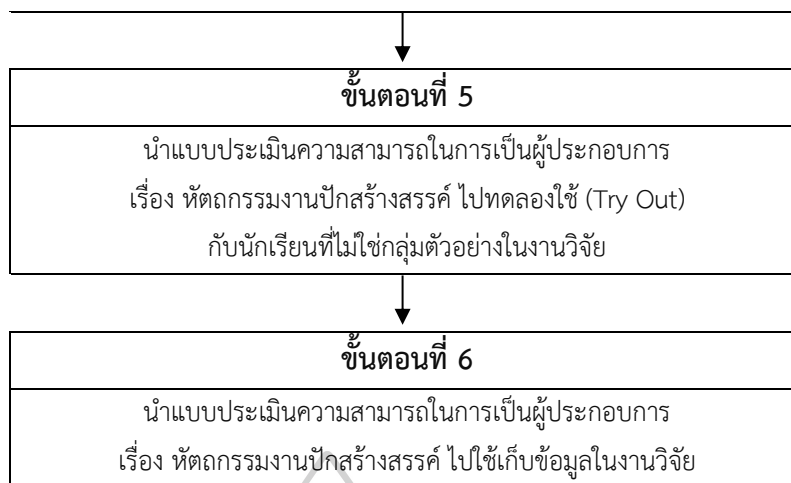 ขั้นตอนที่ 5
นำแบบประเมินความสามารถในการเป็นผู้ประกอบการ
เรื่อง หัตถกรรมงานปักสร้างสรรค์ ไปทดลองใช้ (Try Out)
กับนักเรียนที่ไม่ใช่กลุ่มตัวอย่างในงานวิจัย
ขั้นตอนที่ 6
นำแบบประเมินความสามารถในการเป็นผู้ประกอบการ
เรื่อง หัตถกรรมงานปักสร้างสรรค์ ไปใช้เก็บข้อมูลในงานวิจัย